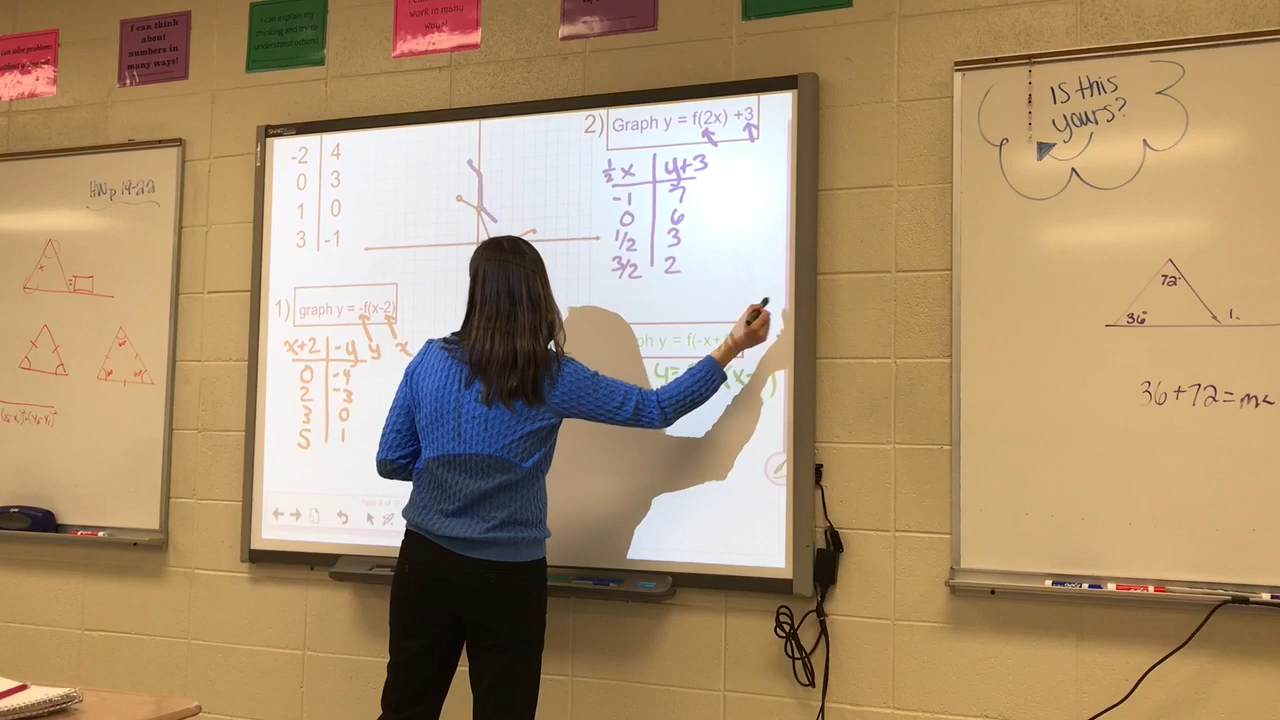 I can think
about
numbers in
many ways!
I can explain my
thinking and try to
understand others!
work in many
ways!
can solve problems
HW p 19-22
x
SMART
-2 4
0 3
1 0
3 -1
1) graph y = -f(x-2)
y x
x+2 -y
0 -4
2 -3
3 0
5 1
2) Graph y = f(2x) +3
½x y+3
-1 7
0 6
1/2 3
3/2 2
ph y = f(-x+
y=
Is this
yours?
72°
36°
36+72=